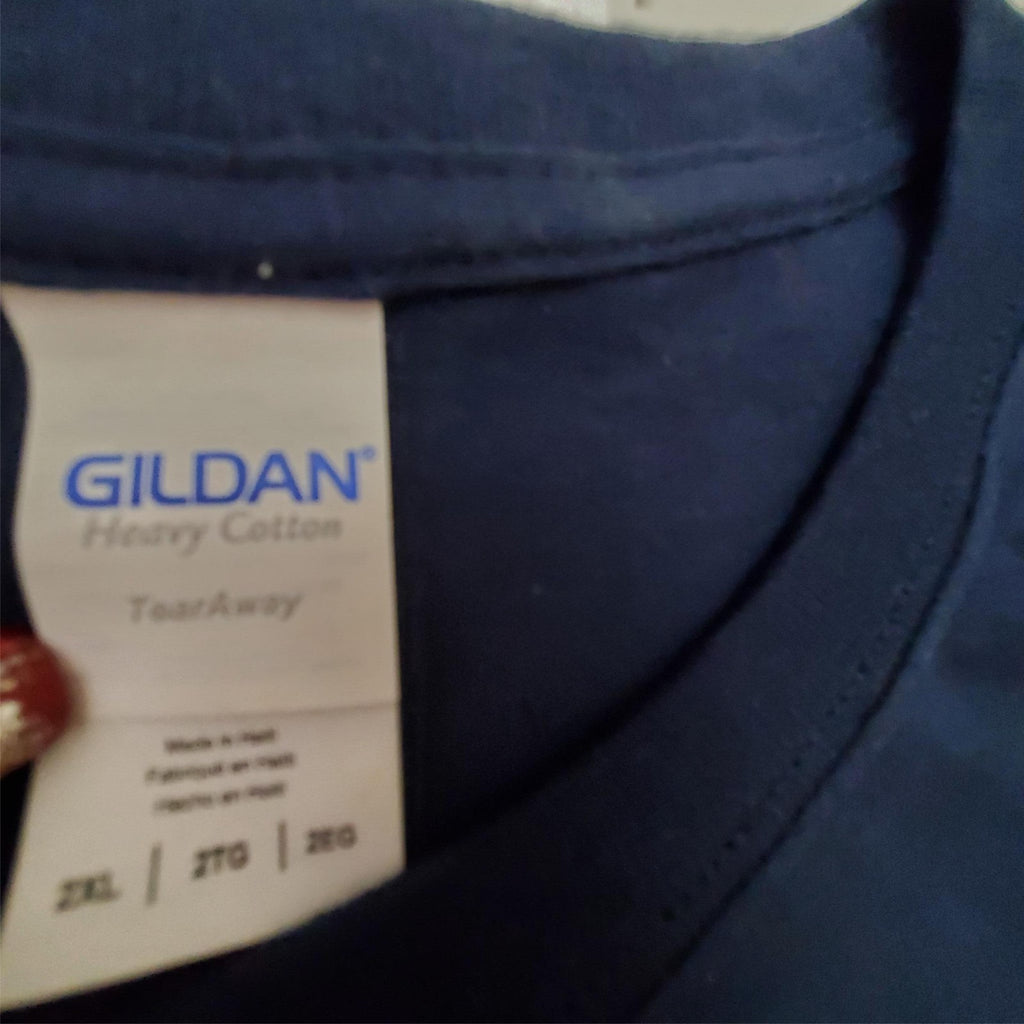 GILDAN®
Heavy Cotton
TearAway
Made in Haiti
Fabriqué en Haïti
Hecho en Haití
2XL | 2TG | 2EG